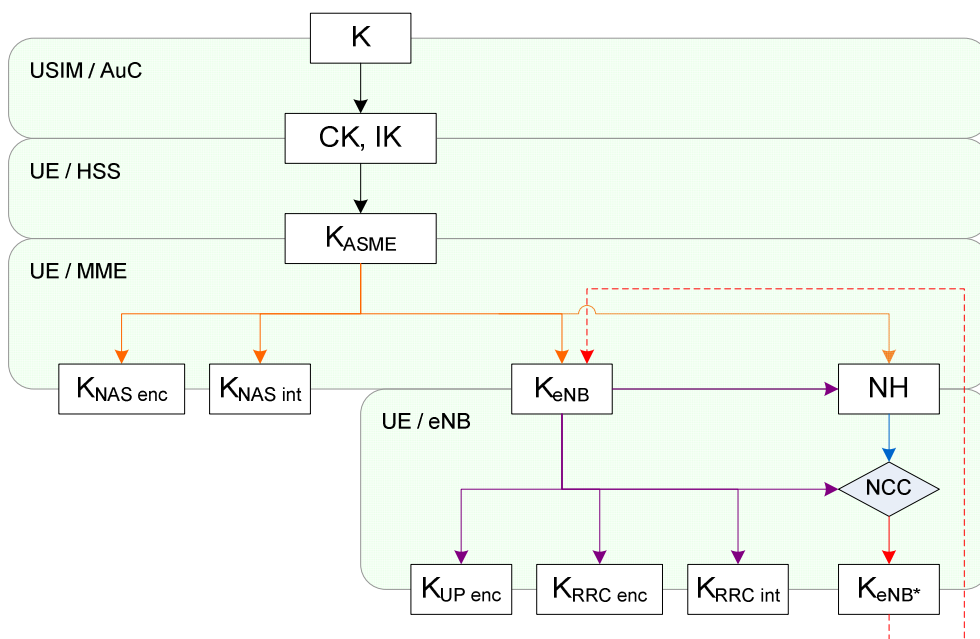 K
USIM / AuC
CK, IK
UE / HSS
KASME
UE / MME
KNAS enc
KNAS int
KeNB
NH
UE / eNB
NCC
KUP enc
KRRC enc
KRRC int
KeNB*